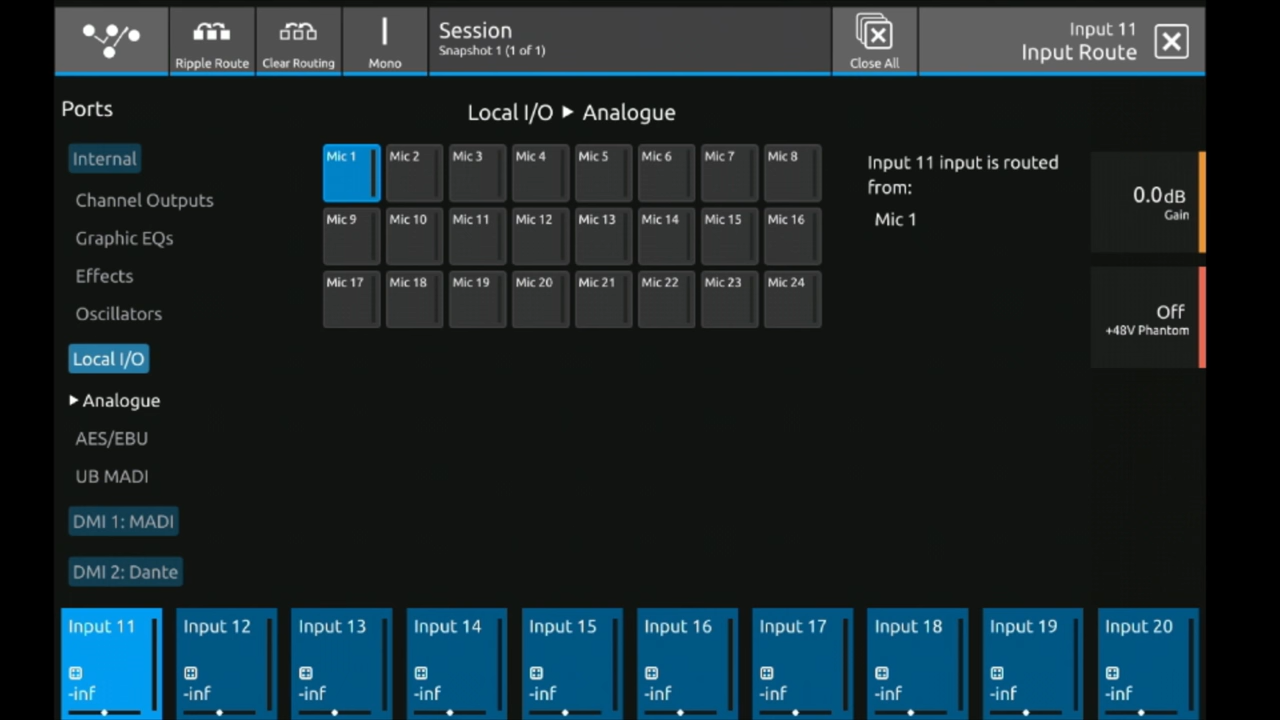 Ripple Route
Clear Routing
Mono
Session
Snapshot 1 (1 of 1)
Close All
Input 11
Input Route
Ports
Local I/O ▶ Analogue
Internal
Channel Outputs
Graphic EQs
Effects
Oscillators
Local I/O
▶ Analogue
AES/EBU
UB MADI
DMI 1: MADI
DMI 2: Dante
Mic 1 Mic 2 Mic 3 Mic 4 Mic 5 Mic 6 Mic 7 Mic 8
Mic 9 Mic 10 Mic 11 Mic 12 Mic 13 Mic 14 Mic 15 Mic 16
Mic 17 Mic 18 Mic 19 Mic 20 Mic 21 Mic 22 Mic 23 Mic 24
Input 11 input is routed
from:
Mic 1
0.0dB
Gain
Off
+48V Phantom
Input 11 Input 12 Input 13 Input 14 Input 15 Input 16 Input 17 Input 18 Input 19 Input 20
-inf -inf -inf -inf -inf -inf -inf -inf -inf -inf